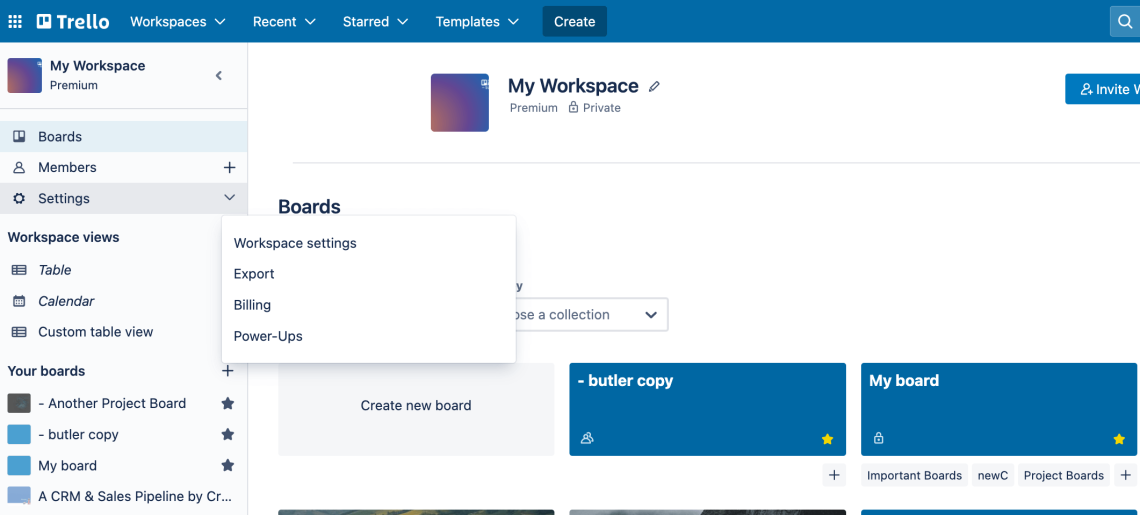 Trello Workspaces Recent Starred Templates Create
My Workspace
Premium
Boards
Members
Settings
Workspace views
Table
Calendar
Custom table view
Your boards
- Another Project Board
- butler copy
My board
A CRM & Sales Pipeline by Cr...
Workspace settings
Export
Billing
Power-Ups
My Workspace
Premium Private
Invite W
Boards
y
ose a collection
Create new board
- butler copy
My board
Important Boards newC Project Boards